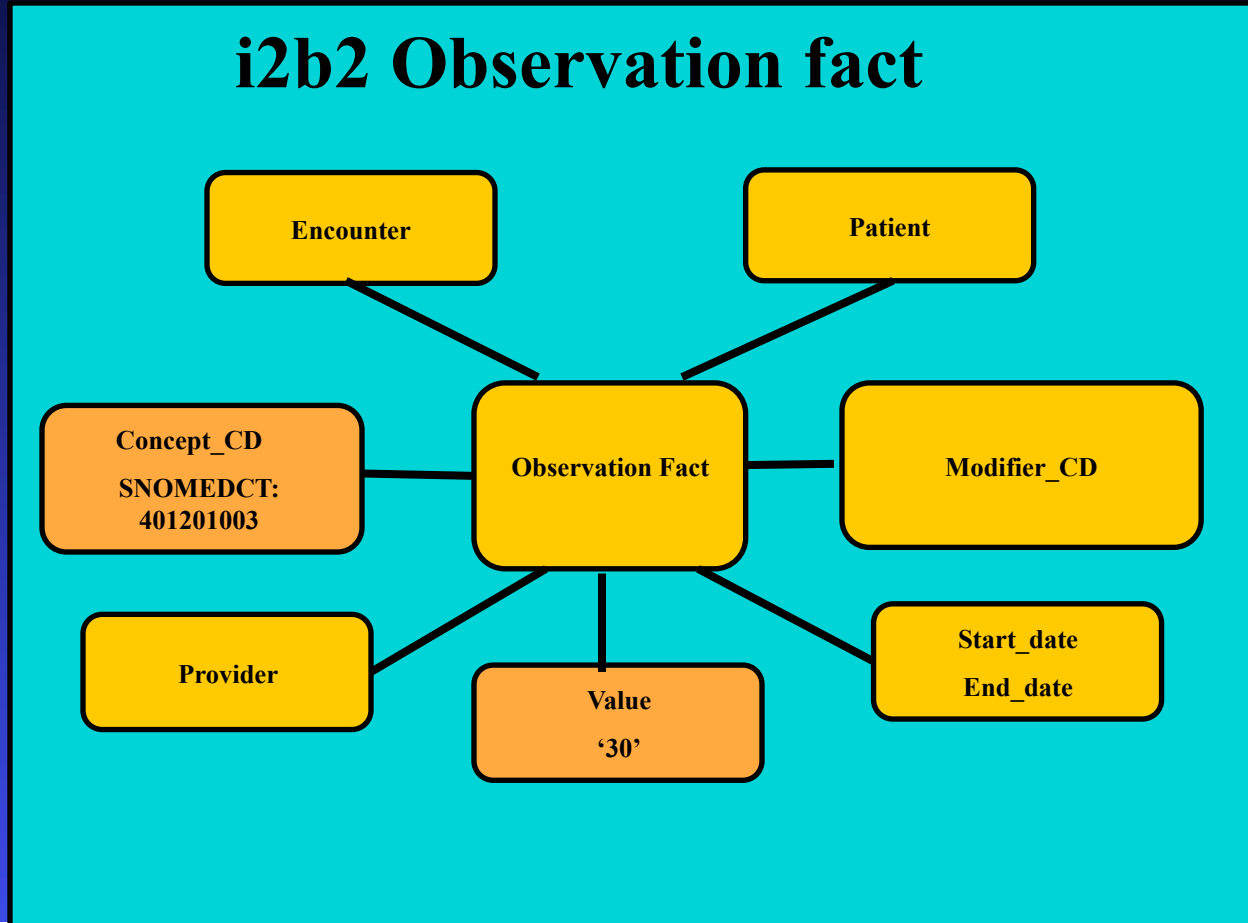 i2b2 Observation fact
Encounter
Patient
Concept_CD
SNOMEDCT:
401201003
Observation Fact
Modifier_CD
Provider
Value
‘30’
Start_date
End_date